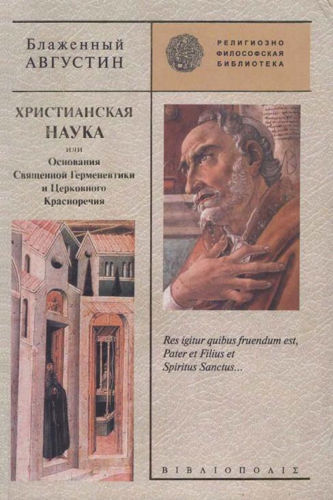 Блаженный
АВГУСТИН
РЕЛИГИОЗНО
ФИЛОСОФСКАЯ
БИБЛИОТЕКА
ХРИСТИАНСКАЯ
НАУКА
или
Основания
Священной Герменевтики
и Церковного
Красноречия
Res igitur quibus fruendum est,
Pater et Filius et
Spiritus Sanctus...
ΒΙΒΛΙΟΠΟΛΙΣ